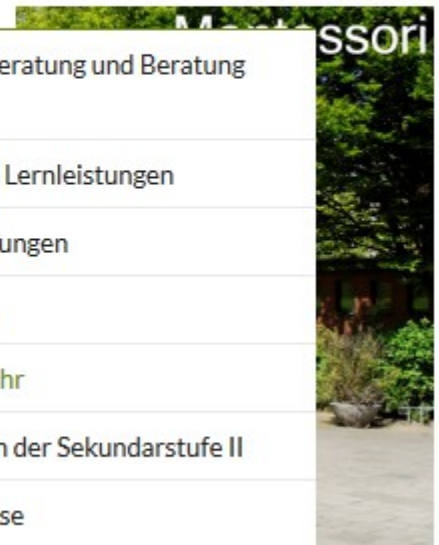 ssori
eratung und Beratung
Lernleistungen
ungen
hr
n der Sekundarstufe II
se